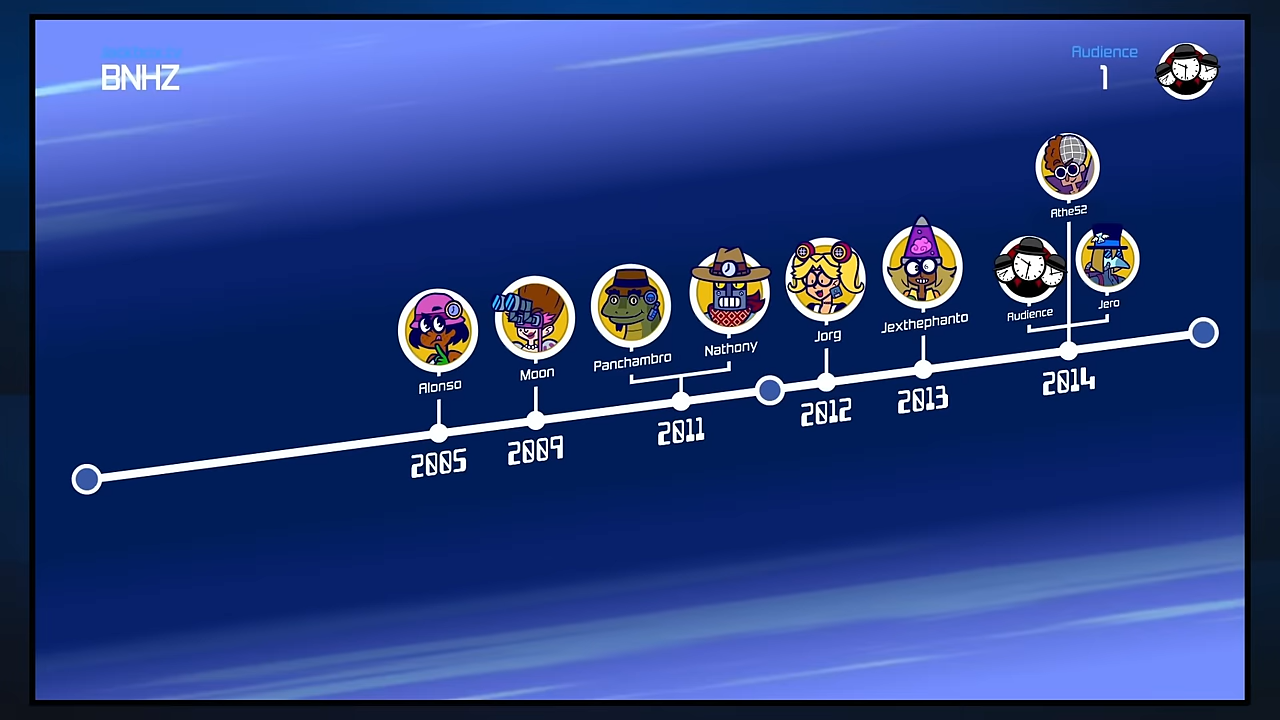 BNHZ
Audience
1
Athe52
Audience
Jero
Jexthephanto
Jorg
Nathony
Panchambro
Moon
Alonso
2005
2009
2011
2012
2013
2014